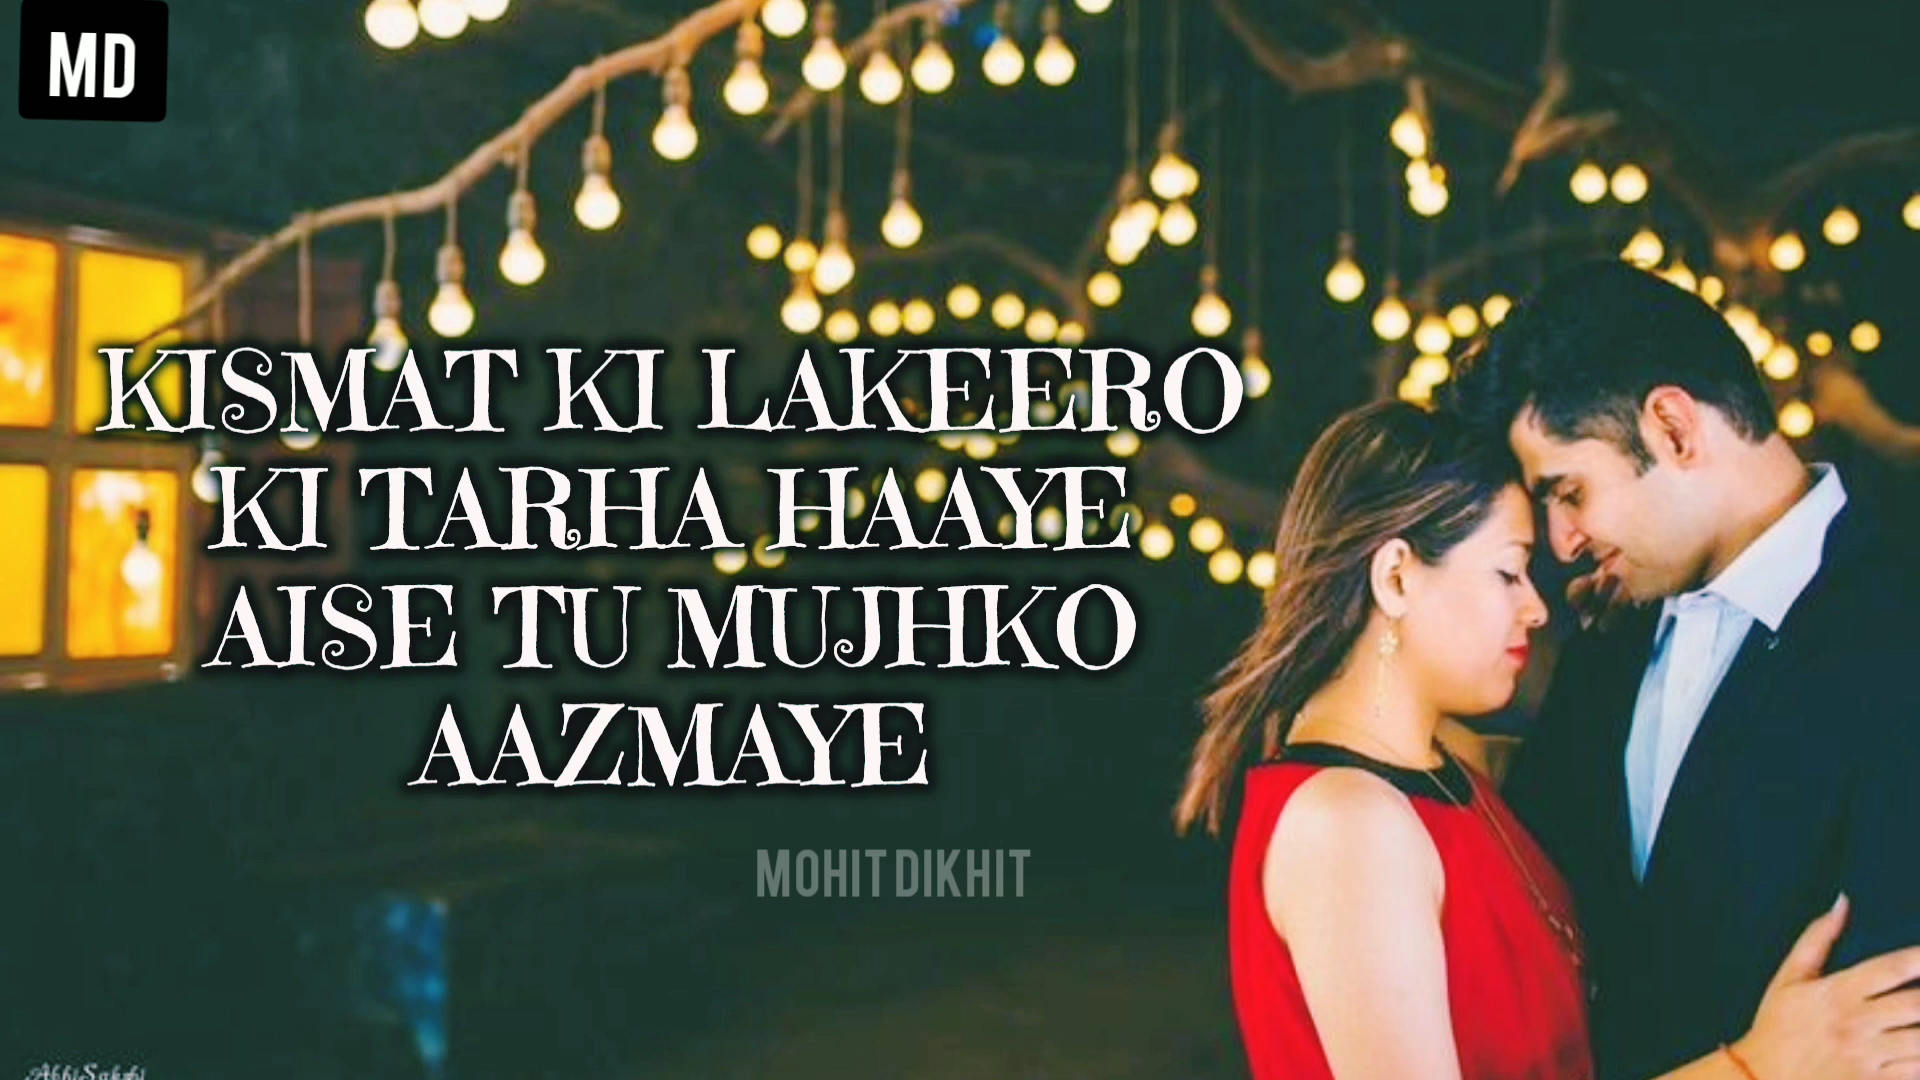 MD
KISMAT KI LAKEERO
KI TARHA HAAYE
AISE TU MUJHKO
AAZMAYE
MOHIT DIKHIT